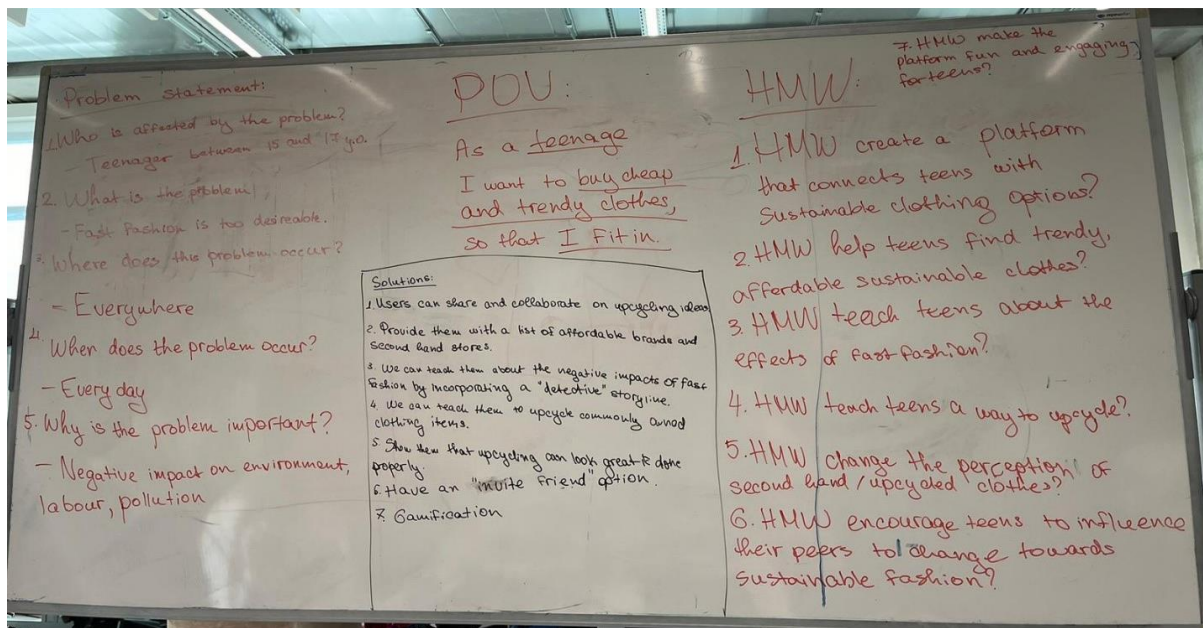 Problem statement:
1. Who is affected by the problem?
- Teenager between 15 and 17 y.o.
2. What is the problem
- Fast Fashion is too desireable.
3. Where does this problem occur?
- Everywhere
4. When does the problem occur?
- Every day
5. Why is the problem important?
- Negative impact on environment,
labour, pollution
POV:
As a teenage
I want to buy cheap
and trendy clothes,
so that I fit in.
Solutions:
1. Users can share and collaborate on upcycling ideas
2. Provide them with a list of affordable brands and
second hand stores.
3. We can teach them about the negative impacts of fast
fashion by incorporating a "detective" storyline.
4. We can teach them to upcycle commonly owned
clothing items.
5. Show them that upcycling can look great if done
properly.
6. Have an "invite friend" option.
7. Gamification
HMW:
7. HMW make the
platform fun and engaging
for teens?
1. HMW create a platform
that connects teens with
sustainable clothing options?
2. HMW help teens find trendy,
affordable sustainable clothes?
3. HMW teach teens about the
effects of fast fashion?
4. HMW teach teens a way to upcycle?
5. HMW change the perception of
second hand/upcycled clothes?
6. HMW encourage teens to influence
their peers to change towards
sustainable fashion?